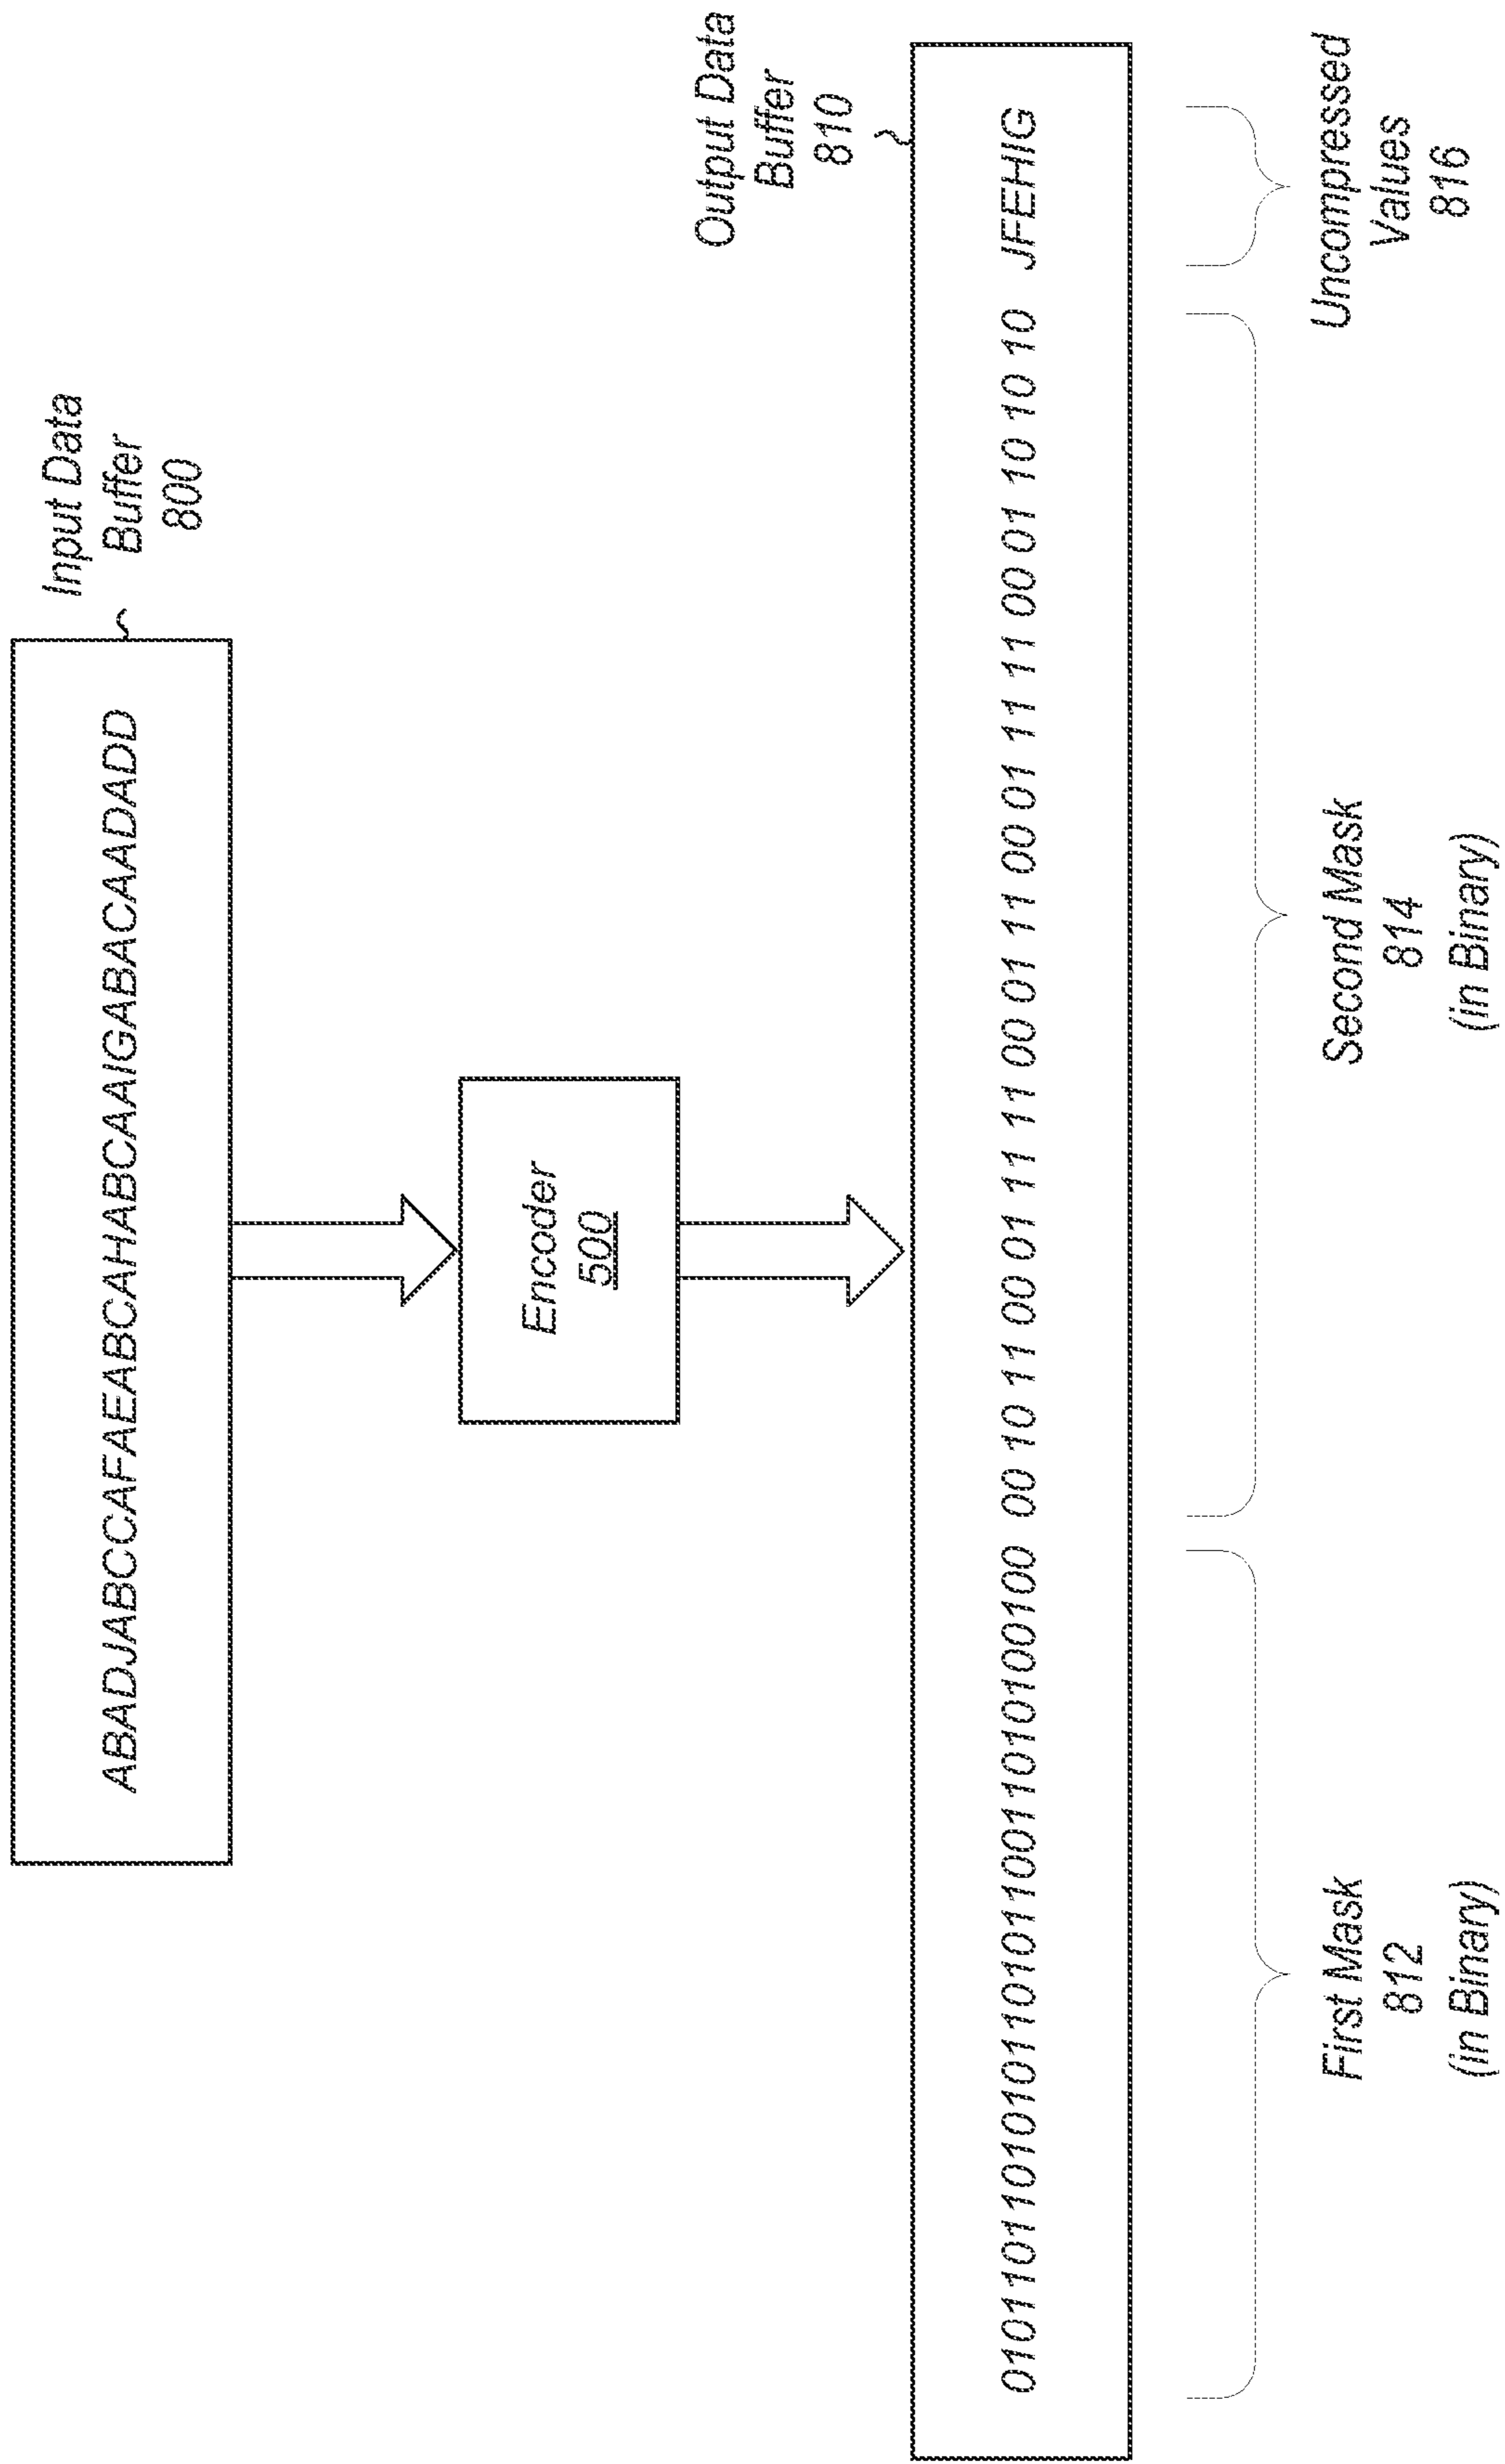 Input Data
Buffer
800
ABADJABCCAFAEABCAHABCAAIGABACAADADD
Encoder
500
Output Data
Buffer
810
0101101101010101101010110011010100100 00 10 11 00 01 11 11 00 01 11 00 01 11 11 00 01 10 10 10 JFEHIG
First Mask
812
(in Binary)
Second Mask
814
(in Binary)
Uncompressed
Values
816